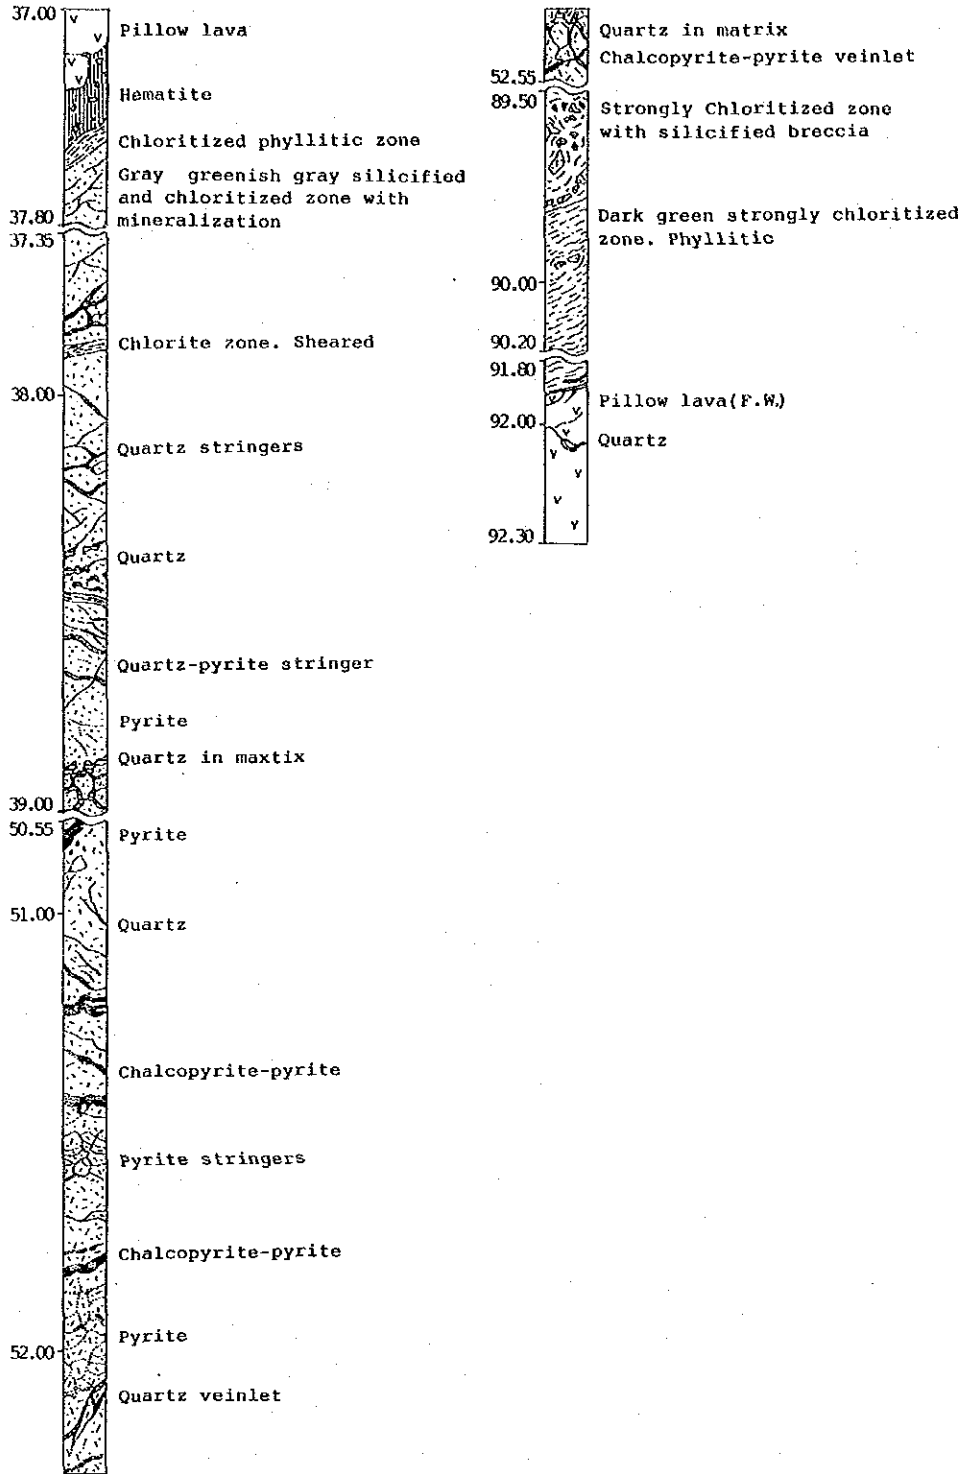 37.00
Pillow lava
Hematite
Chloritized phyllitic zone
Gray greenish gray silicified
and chloritized zone with
mineralization
37.80
37.35
Chlorite zone. Sheared
38.00
Quartz stringers
Quartz
Quartz-pyrite stringer
Pyrite
Quartz in maxtix
39.00
50.55
Pyrite
51.00
Quartz
Chalcopyrite-pyrite
Pyrite stringers
Chalcopyrite-pyrite
Pyrite
52.00
Quartz veinlet
Quartz in matrix
Chalcopyrite-pyrite veinlet
52.55
89.50
Strongly Chloritized zone
with silicified breccia
Dark green strongly chloritized
zone. Phyllitic
90.00
90.20
91.80
Pillow lava(F.W.)
92.00
Quartz
92.30